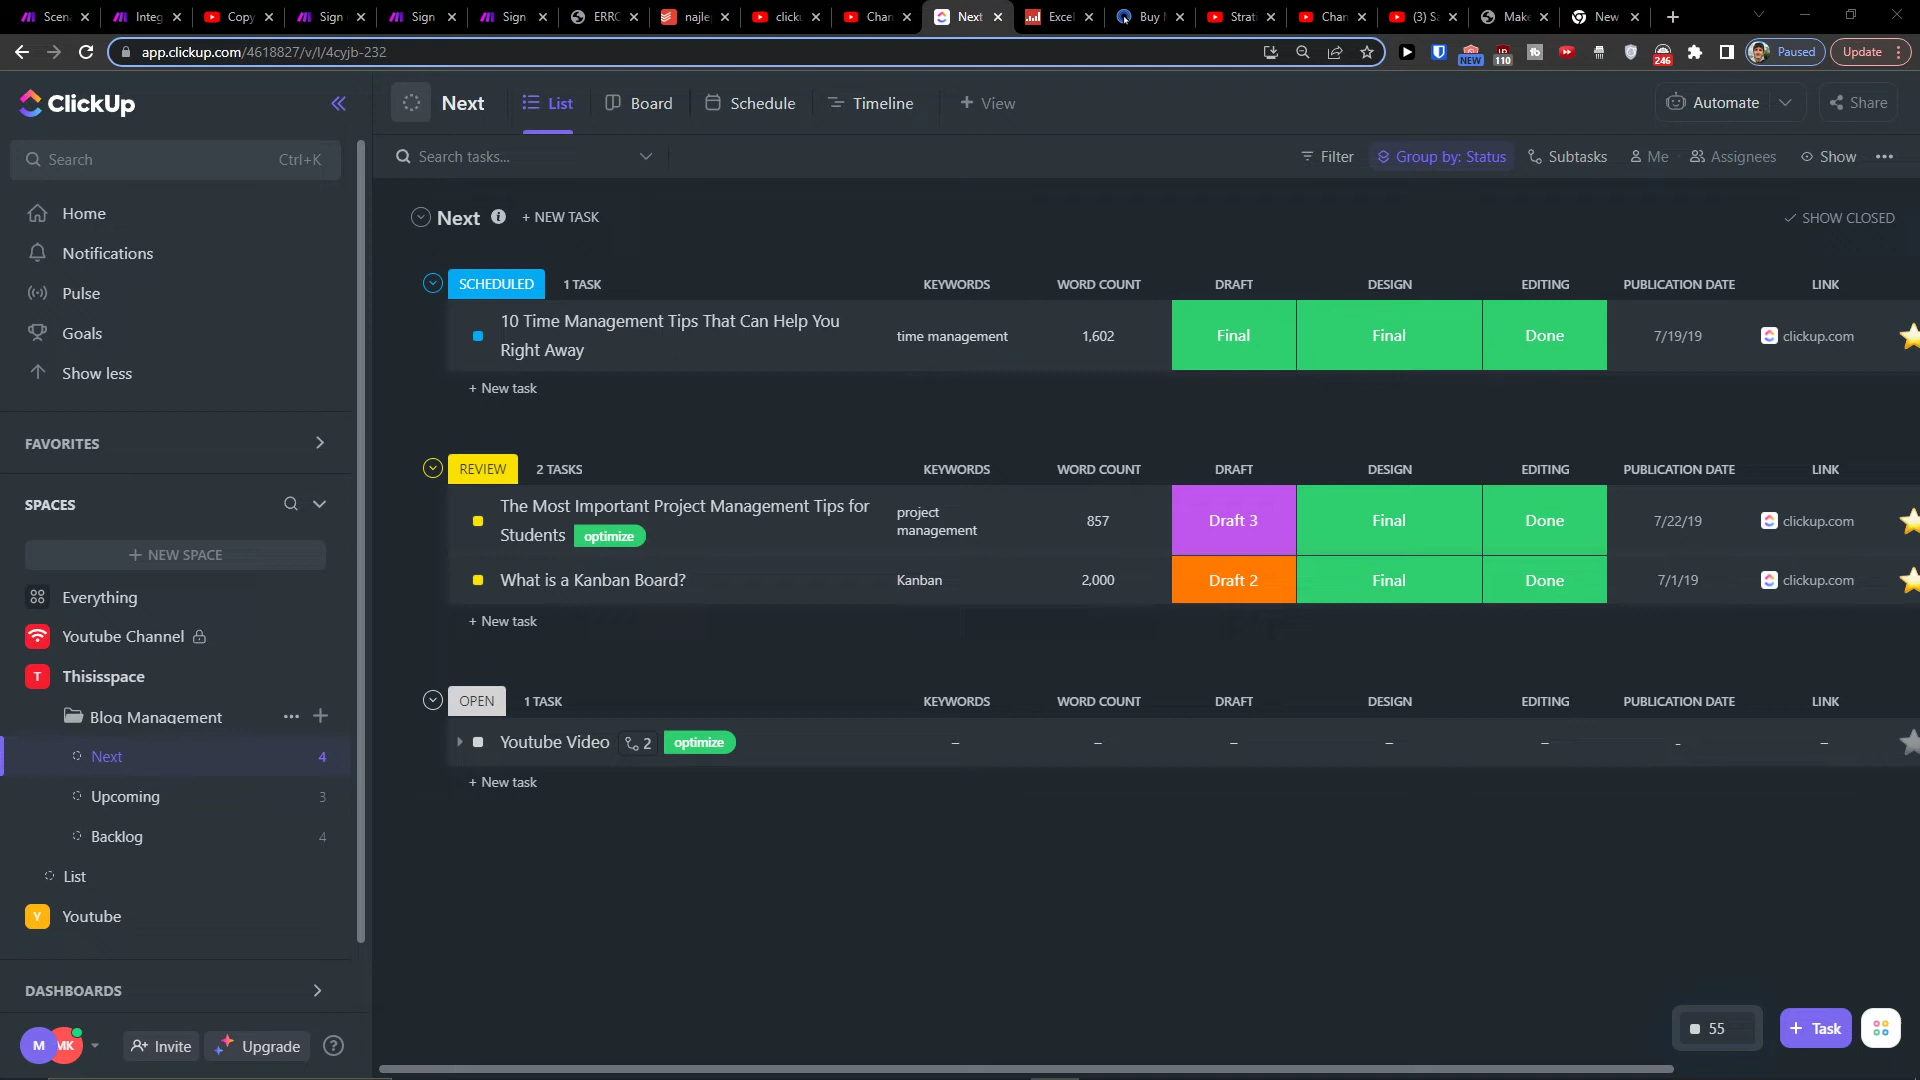 Scena
Integ
Copy
Sign
Sign
Sign
ERRC
najle
clicku
Chan
Next
Excel
Buy
Strati
Chan
(3) S
Make
New
app.clickup.com/4618827/v/l/4cyjb-232
NEW
110
246
Paused
Update
ClickUp
Next
List
Board
Schedule
Timeline
+ View
Automate
Share
Search
Ctrl+K
Search tasks...
Filter
Group by: Status
Subtasks
Me
Assignees
Show
Home
Notifications
Pulse
Goals
Show less
FAVORITES
SPACES
+ NEW SPACE
Everything
Youtube Channel
T
Thisisspace
Blog Management
Next
4
Upcoming
3
Backlog
4
List
Y
Youtube
DASHBOARDS
M
MK
Invite
Upgrade
?
Next
+ NEW TASK
SHOW CLOSED
SCHEDULED
1 TASK
KEYWORDS
WORD COUNT
DRAFT
DESIGN
EDITING
PUBLICATION DATE
LINK
10 Time Management Tips That Can Help You
Right Away
time management
1,602
Final
Final
Done
7/19/19
clickup.com
+ New task
REVIEW
2 TASKS
KEYWORDS
WORD COUNT
DRAFT
DESIGN
EDITING
PUBLICATION DATE
LINK
The Most Important Project Management Tips for
Students
optimize
project
management
857
Draft 3
Final
Done
7/22/19
clickup.com
What is a Kanban Board?
Kanban
2,000
Draft 2
Final
Done
7/1/19
clickup.com
+ New task
OPEN
1 TASK
KEYWORDS
WORD COUNT
DRAFT
DESIGN
EDITING
PUBLICATION DATE
LINK
Youtube Video
2
optimize
–
–
–
–
–
-
–
+ New task
55
+ Task